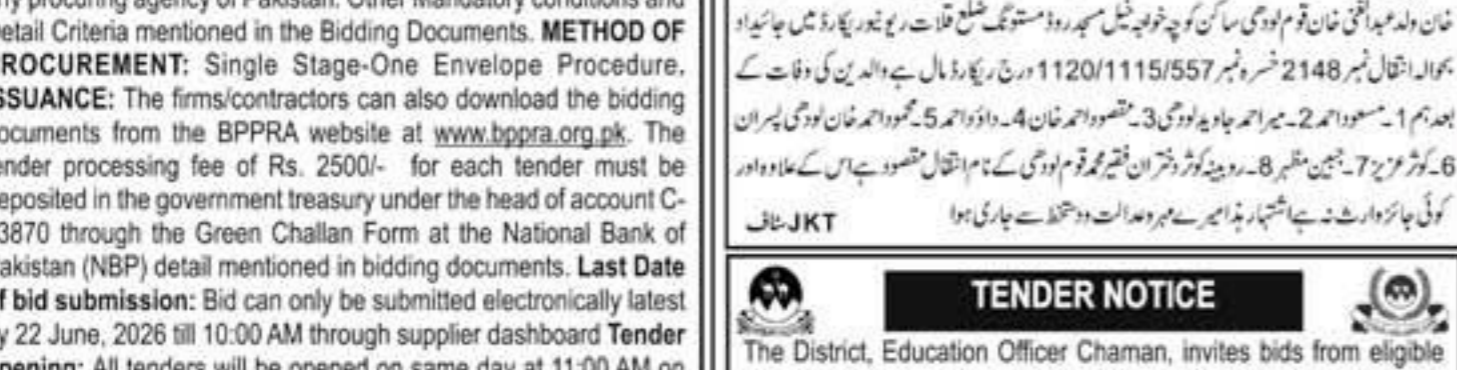 any procuring agency of Pakistan. Other Mandatory conditions and
etail Criteria mentioned in the Bidding Documents. METHOD OF
ROCUREMENT: Single Stage-One Envelope Procedure.
SSUANCE: The firms/contractors can also download the bidding
ocuments from the BPPRA website at www.bppra.org.pk. The
ender processing fee of Rs. 2500/- for each tender must be
eposited in the government treasury under the head of account C-
3870 through the Green Challan Form at the National Bank of
akistan (NBP) detail mentioned in bidding documents. Last Date
f bid submission: Bid can only be submitted electronically latest
y 22 June, 2026 till 10:00 AM through supplier dashboard Tender
pening: All tenders will be opened on same day at 11:00 AM on
خان ولد عبدالغنی خان قوم لودھی ساکن کوچہ خواجہ خیل مسجد روڈ مستونگ ضلع قلات ریونیو ریکارڈ میں جائیداد
بحوالہ انتقال نمبر 2148 خسرہ نمبر 1120/1115/557 درج ریکارڈ مال ہے والدین کی وفات کے
بعد ہم 1۔ مسعود احمد 2۔ میر احمد جاوید لودھی 3۔ مقصود احمد خان 4۔ داؤد احمد 5۔ محمود احمد خان لودھی پسران
6۔ کوثر عزیز 7۔ جبین مظہر 8۔ روبینہ کوثر دختران فقیر محمد قوم لودی کے نام انتقال مقصود ہے اس کے علاوہ اور
کوئی جائز وارث نہ ہے اشتہار ہذا میرے مہر و عدالت و دستخط سے جاری ہوا
JKT سٹاف
TENDER NOTICE
The District, Education Officer Chaman, invites bids from eligible